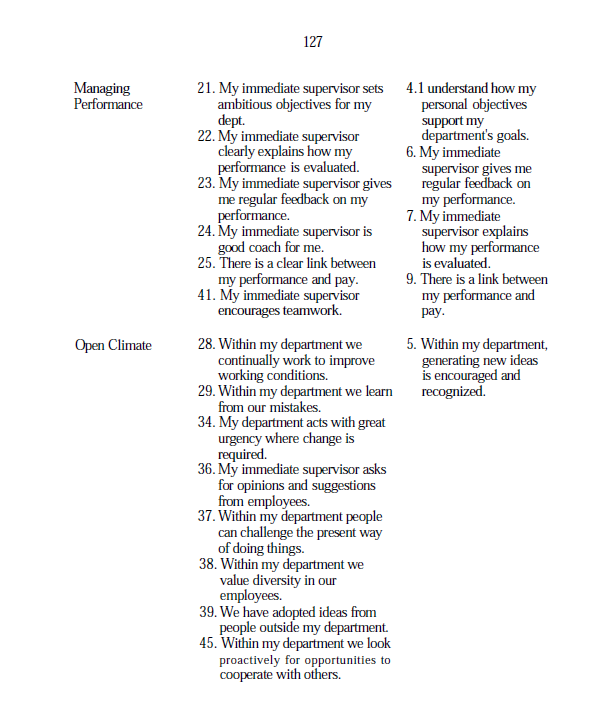 127
Managing
Performance
21. My immediate supervisor sets
ambitious objectives for my
dept.
22. My immediate supervisor
clearly explains how my
performance is evaluated.
23. My immediate supervisor gives
me regular feedback on my
performance.
24. My immediate supervisor is
good coach for me.
25. There is a clear link between
my performance and pay.
41. My immediate supervisor
encourages teamwork.
4.1 understand how my
personal objectives
support my
department's goals.
6. My immediate
supervisor gives me
regular feedback on
my performance.
7. My immediate
supervisor explains
how my performance
is evaluated.
9. There is a link between
my performance and
pay.
Open Climate
28. Within my department we
continually work to improve
working conditions.
29. Within my department we learn
from our mistakes.
34. My department acts with great
urgency where change is
required.
36. My immediate supervisor asks
for opinions and suggestions
from employees.
37. Within my department people
can challenge the present way
of doing things.
38. Within my department we
value diversity in our
employees.
39. We have adopted ideas from
people outside my department.
45. Within my department we look
proactively for opportunities to
cooperate with others.
5. Within my department,
generating new ideas
is encouraged and
recognized.